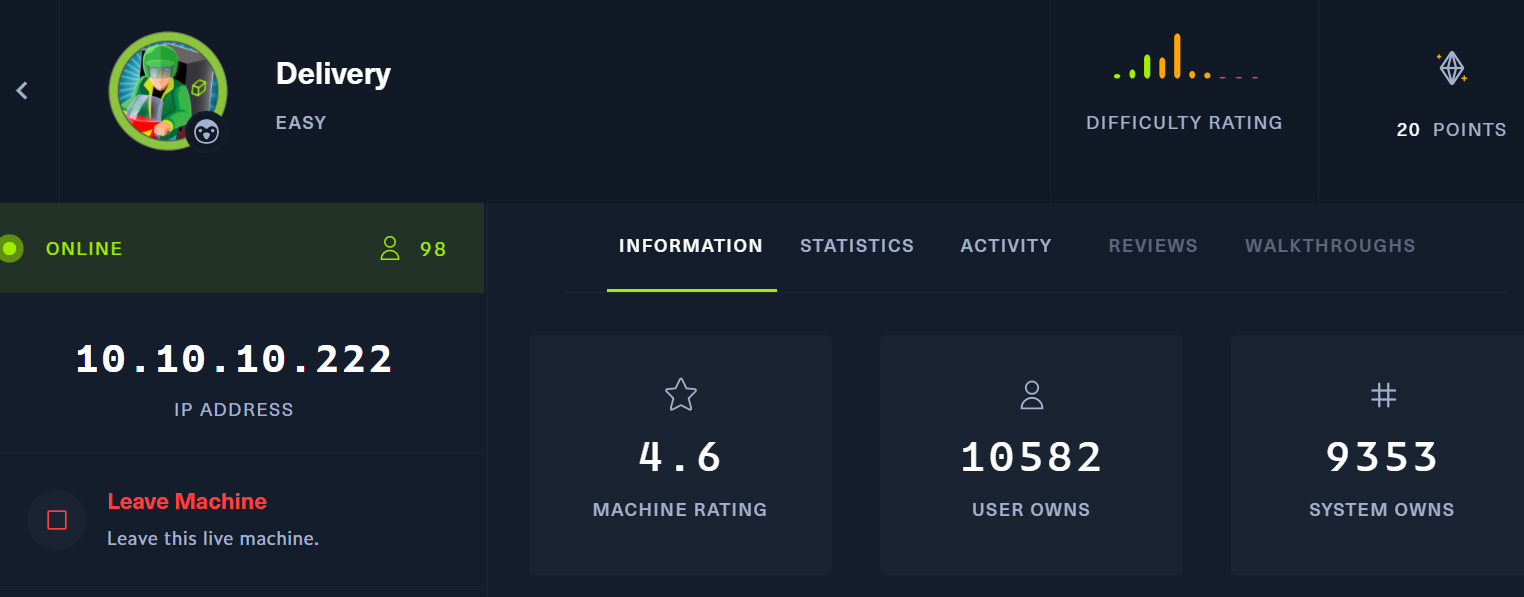 Delivery
EASY
DIFFICULTY RATING
20 POINTS
ONLINE
98
INFORMATION STATISTICS ACTIVITY REVIEWS WALKTHROUGHS
10.10.10.222
IP ADDRESS
Leave Machine
Leave this live machine.
4.6
MACHINE RATING
10582
USER OWNS
9353
SYSTEM OWNS